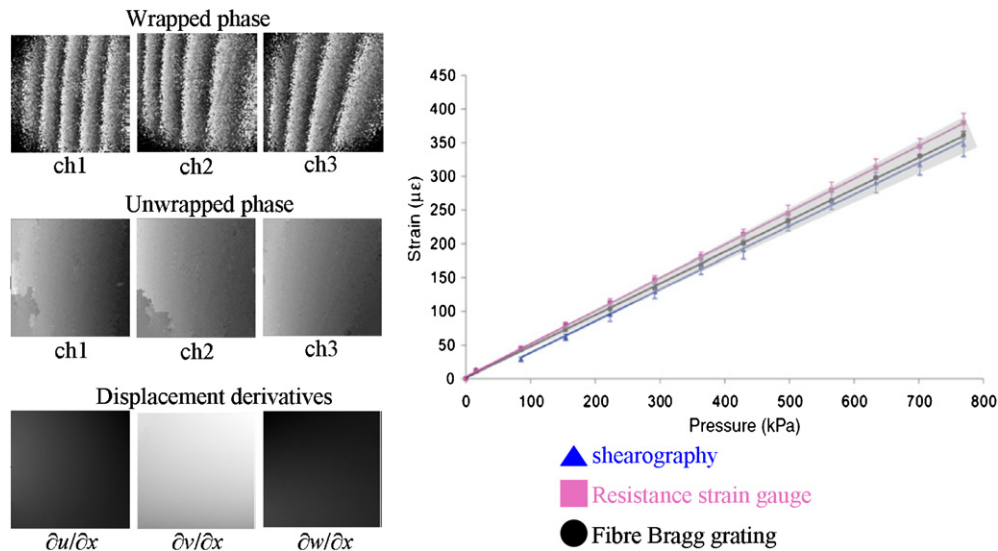 Wrapped phase
ch1 ch2 ch3
Unwrapped phase
ch1 ch2 ch3
Displacement derivatives
∂u/∂x ∂v/∂x ∂w/∂x
450
400
350
300
250
200
150
100
50
0
Strain (με)
0 100 200 300 400 500 600 700 800
Pressure (kPa)
shearography
Resistance strain gauge
Fibre Bragg grating